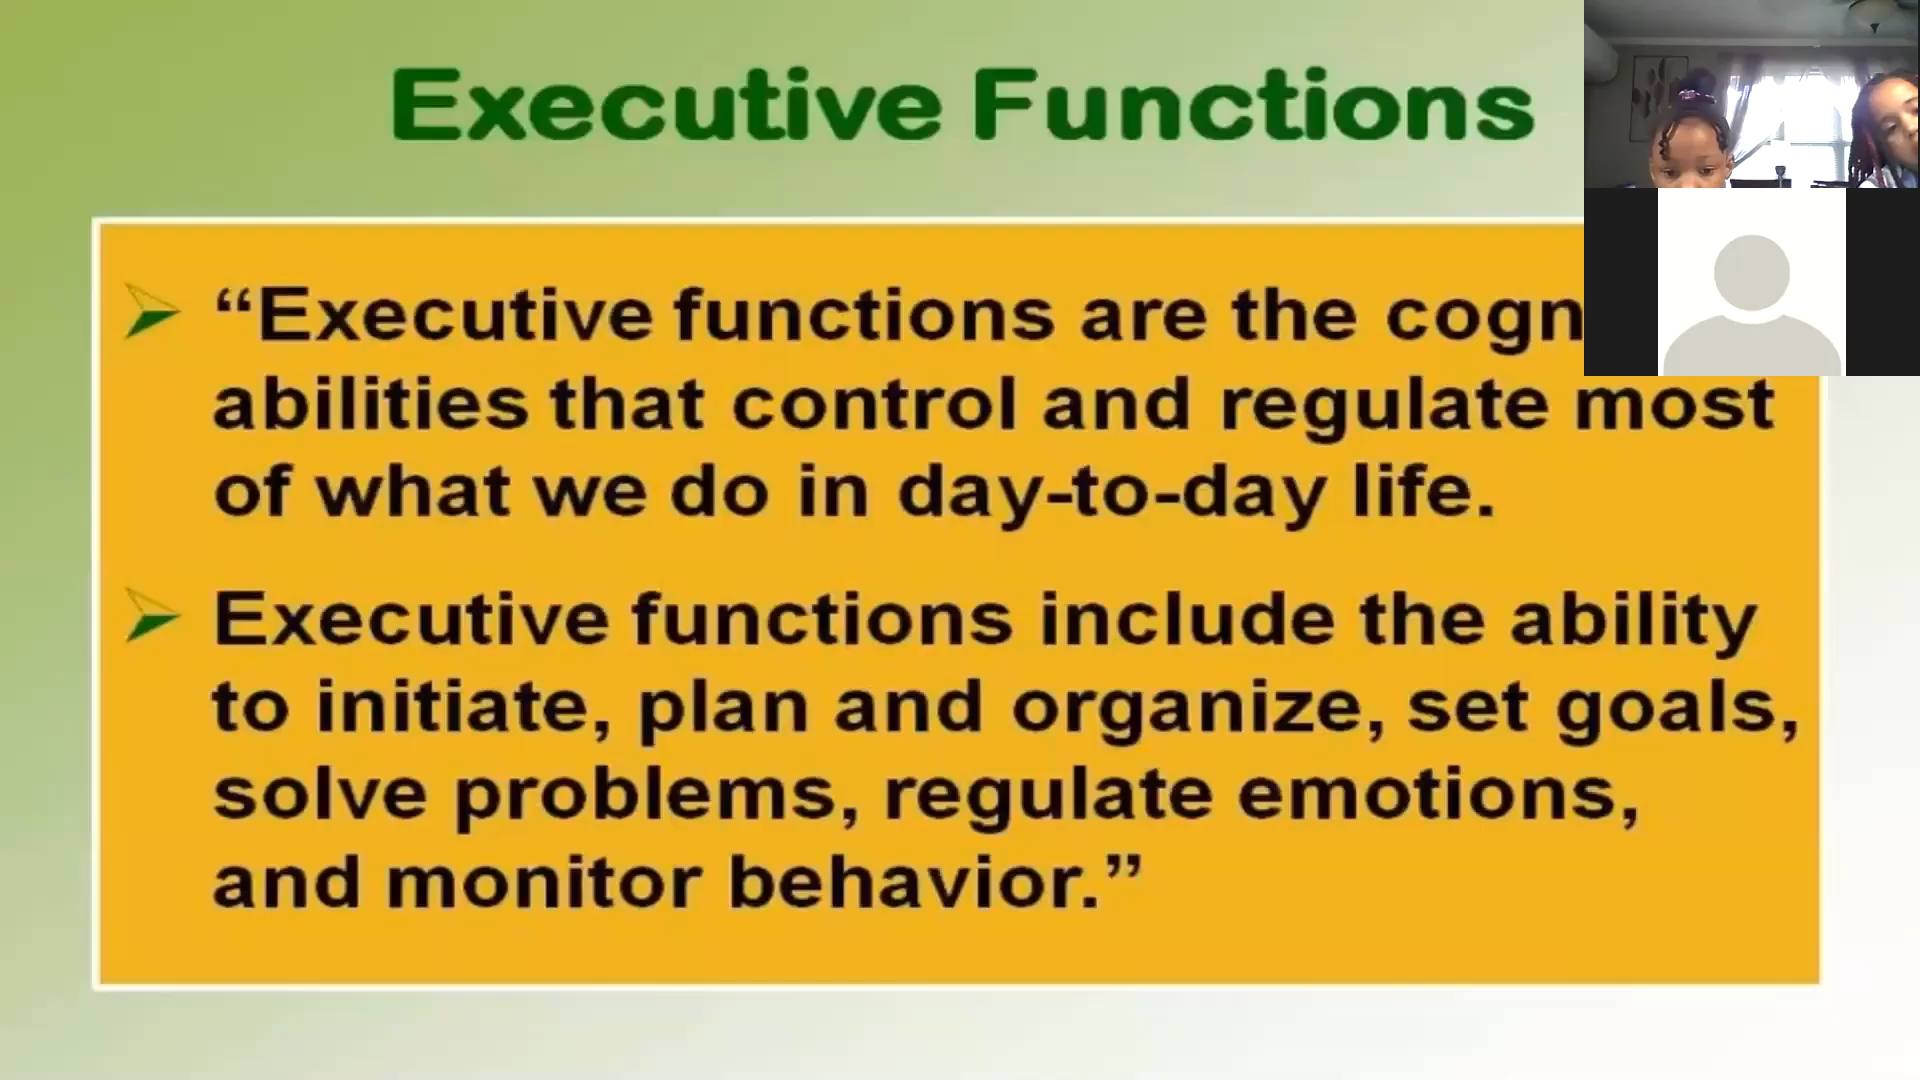 Executive Functions
“Executive functions are the
abilities that control and regulate most
of what we do in day-to-day life.
Executive functions include the ability
to initiate, plan and organize, set goals,
solve problems, regulate emotions,
and monitor behavior.”